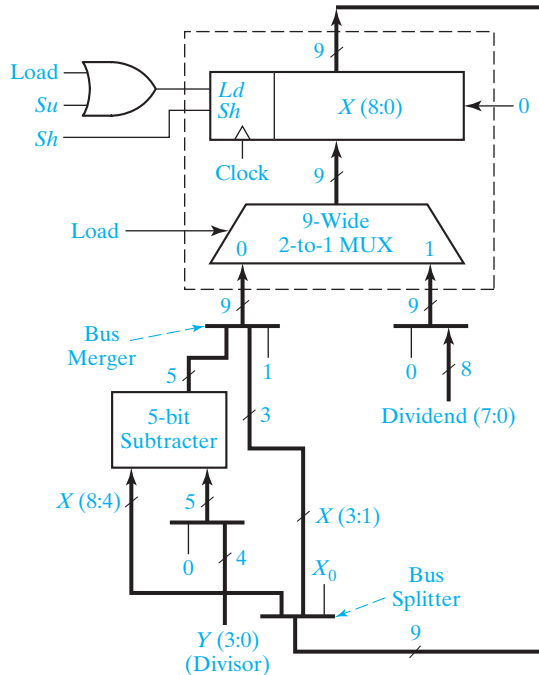 9
Load
Su
Sh
Ld
Sh
X (8:0)
0
Clock
9
Load
9-Wide
2-to-1 MUX
0
1
9
9
Bus
Merger
5
1
0
8
3
Dividend (7:0)
5-bit
Subtracter
X (8:4)
5
X (3:1)
0
4
X₀
Bus
Splitter
Y (3:0)
(Divisor)
9